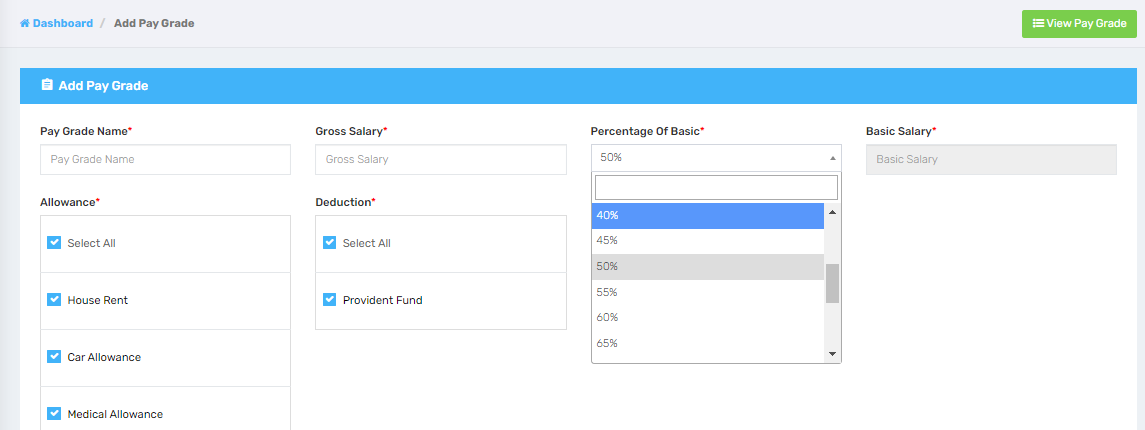 Dashboard / Add Pay Grade
View Pay Grade
Add Pay Grade
Pay Grade Name*
Pay Grade Name
Gross Salary*
Gross Salary
Percentage Of Basic*
50%
40%
45%
50%
55%
60%
65%
Basic Salary*
Basic Salary
Allowance*
Select All
House Rent
Car Allowance
Medical Allowance
Deduction*
Select All
Provident Fund